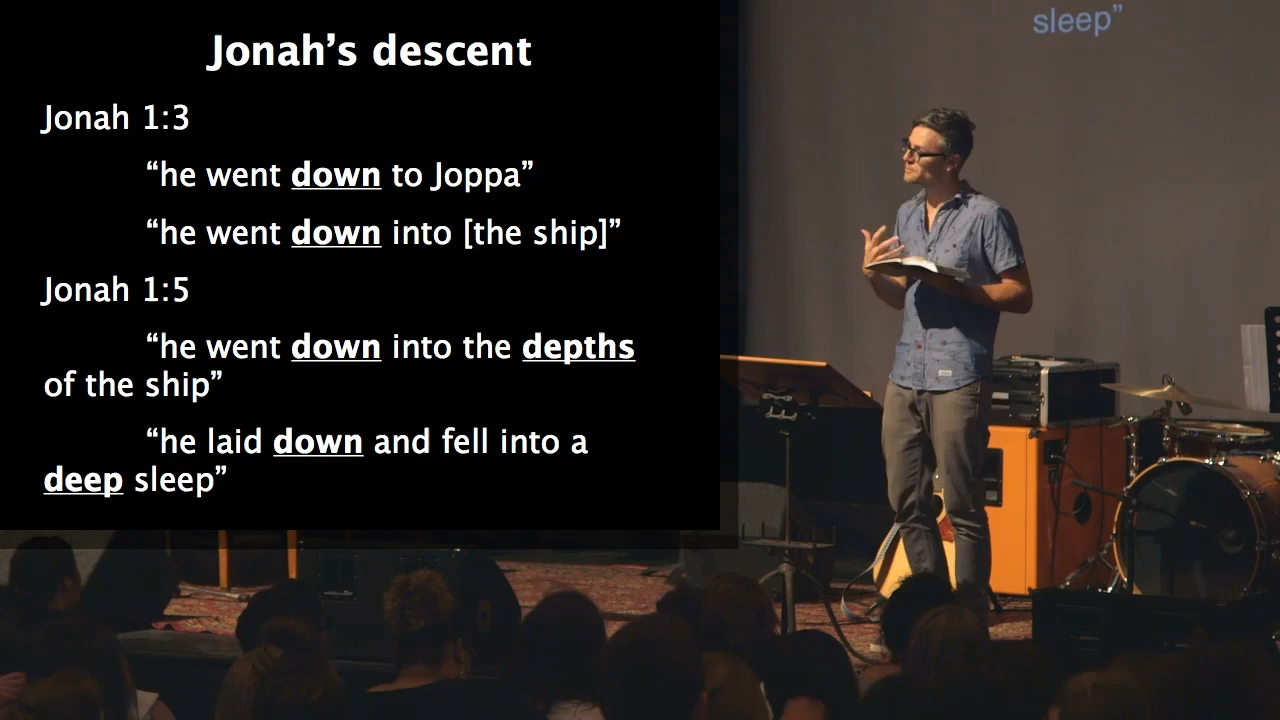 Jonah’s descent
Jonah 1:3
“he went down to Joppa”
“he went down into [the ship]”
Jonah 1:5
“he went down into the depths
of the ship”
“he laid down and fell into a
deep sleep”
sleep”